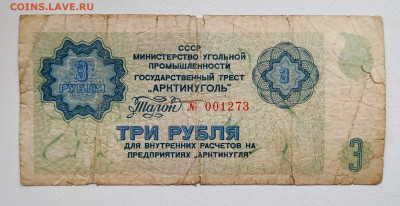 COINS.LAVE.RU
СССР
МИНИСТЕРСТВО УГОЛЬНОЙ
ПРОМЫШЛЕННОСТИ
ГОСУДАРСТВЕННЫЙ ТРЕСТ
„АРКТИКУГОЛЬ"
Талон № 001273
3
РУБЛЯ
3
ТРИ РУБЛЯ
ДЛЯ ВНУТРЕННИХ РАСЧЕТОВ НА
ПРЕДПРИЯТИЯХ „АРКТИКУГЛЯ"
3